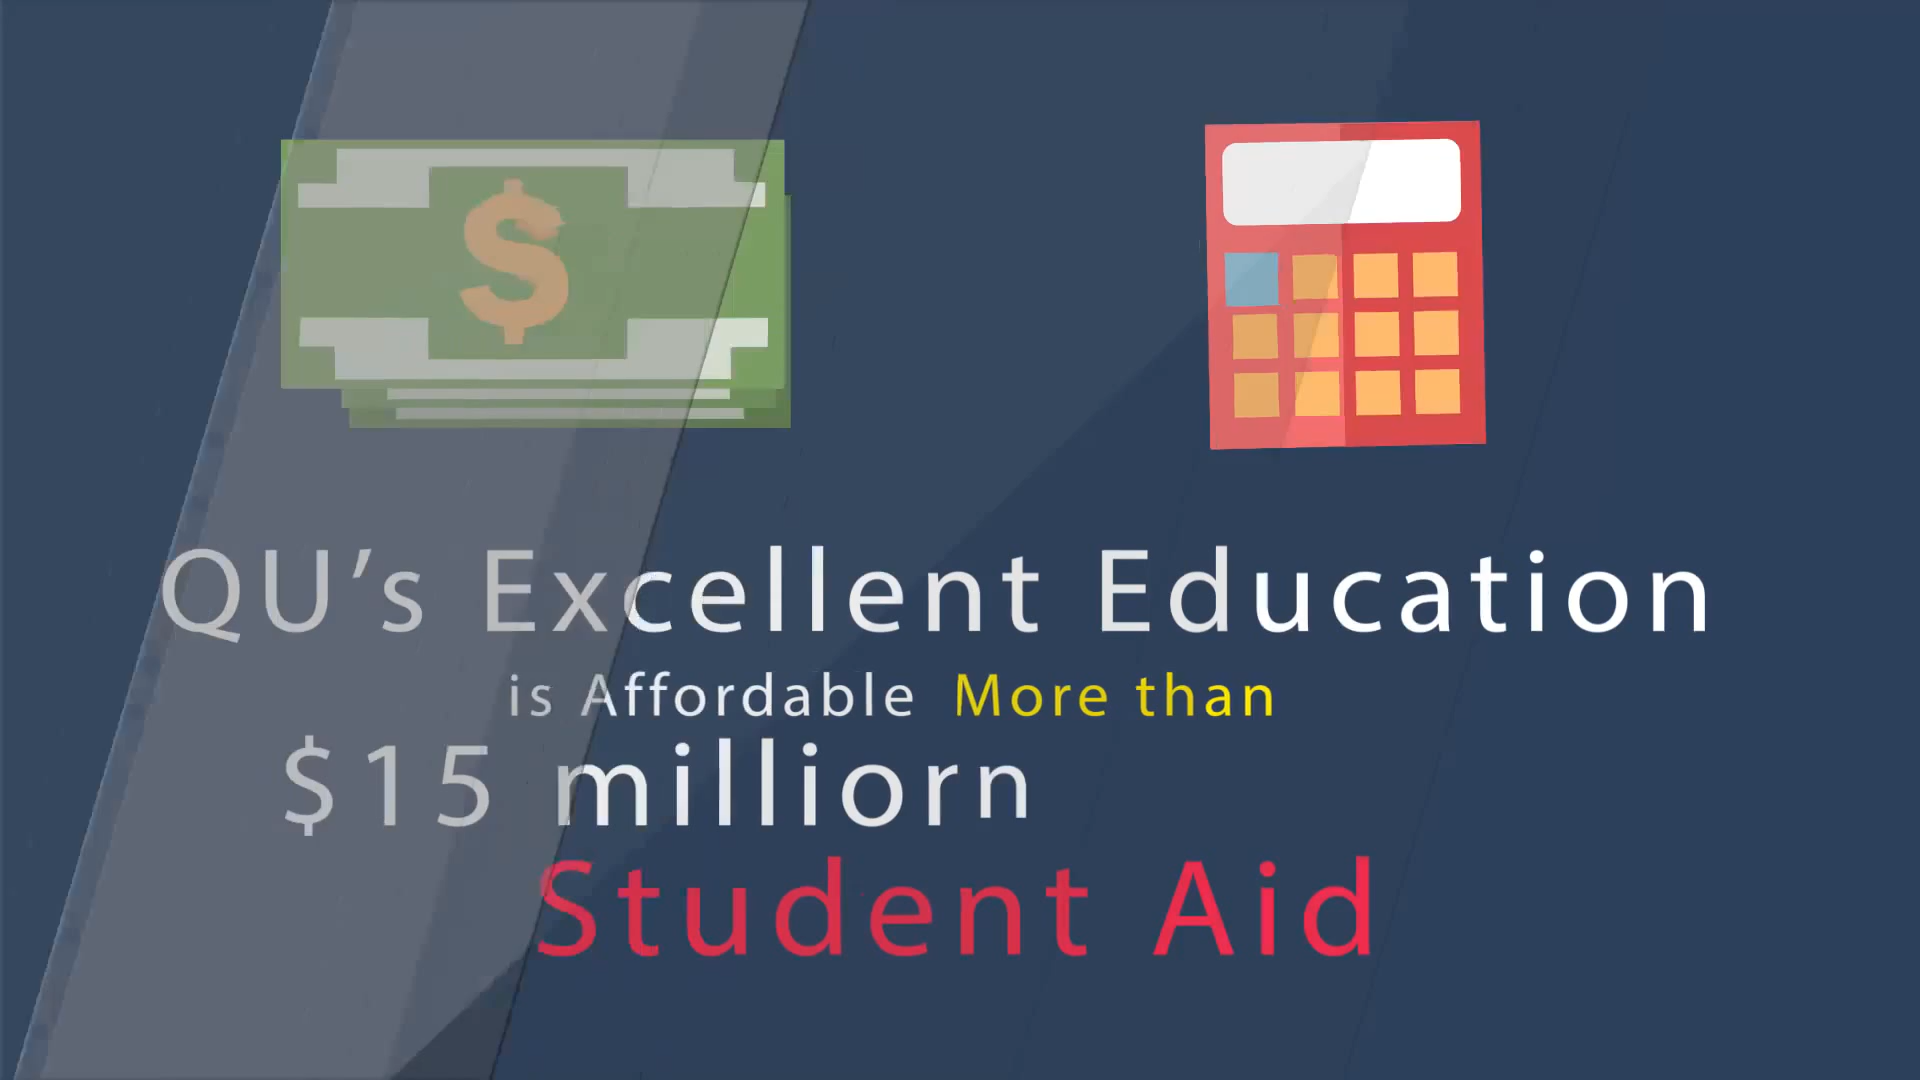 $
QU’s Excellent Education
is Affordable More than
$15 milliorn
Student Aid